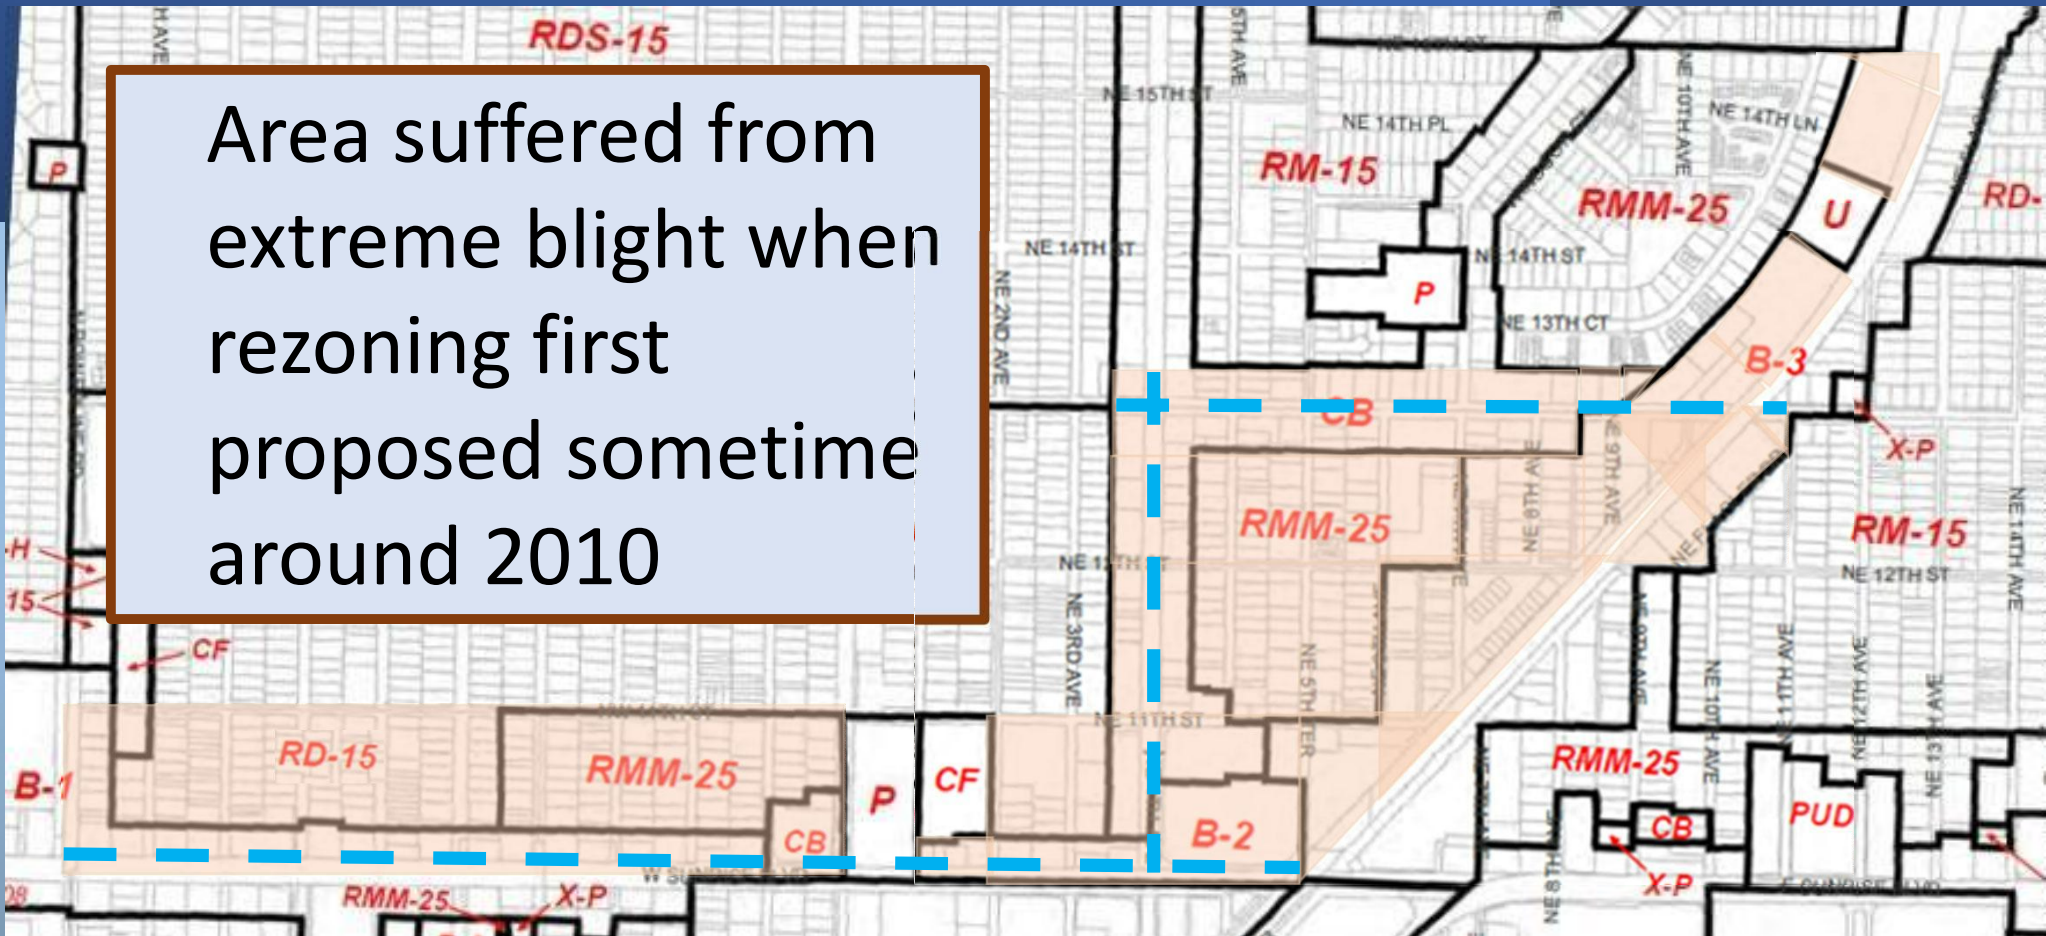 RDS-15
Area suffered from
extreme blight when
rezoning first
proposed sometime
around 2010
H AVE
5TH AVE
NE 15TH ST
NE 14TH PL
NE 10TH AVE
NE 14TH LN
P
RM-15
RMM-25
U
RD-
NE 14TH ST
NE 14TH ST
NE 2ND AVE
P
NE 13TH CT
B-3
CB
X-P
NE 8TH AVE
NE 9TH AVE
RMM-25
RM-15
NE 14TH AVE
-H
15
NE 12TH ST
NE 3RD AVE
CF
NE 5TH TER
NE 11TH AVE
NE 12TH AVE
NE 10TH AVE
NE 13TH AVE
NE 11TH ST
RD-15
RMM-25
RMM-25
B-1
P
CF
CB
B-2
PUD
CB
X-P
NE 8TH AVE
RMM-25
X-P